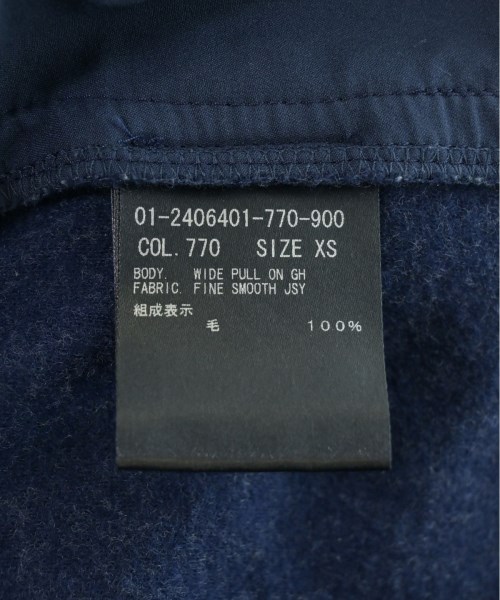 01-2406401-770-900
COL.770 SIZE XS
BODY. WIDE PULL ON GH
FABRIC. FINE SMOOTH JSY
組成表示
毛 100%